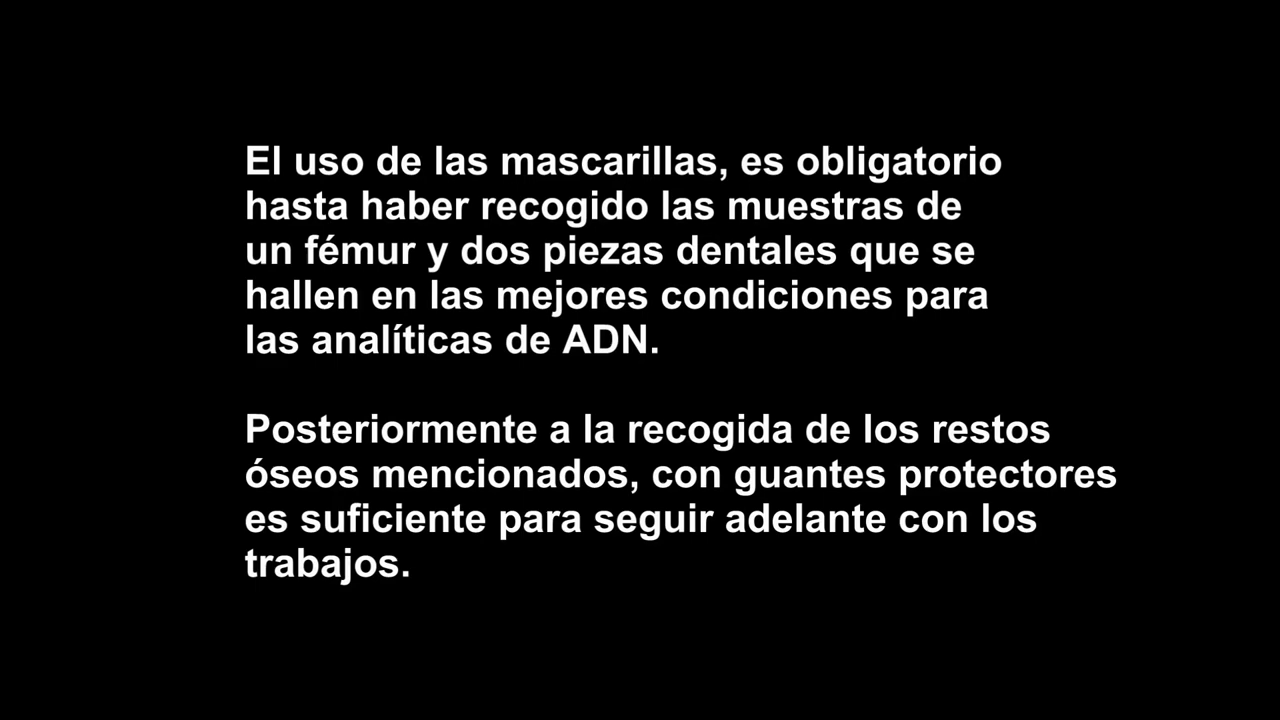 El uso de las mascarillas, es obligatorio
hasta haber recogido las muestras de
un fémur y dos piezas dentales que se
hallen en las mejores condiciones para
las analíticas de ADN.
Posteriormente a la recogida de los restos
óseos mencionados, con guantes protectores
es suficiente para seguir adelante con los
trabajos.